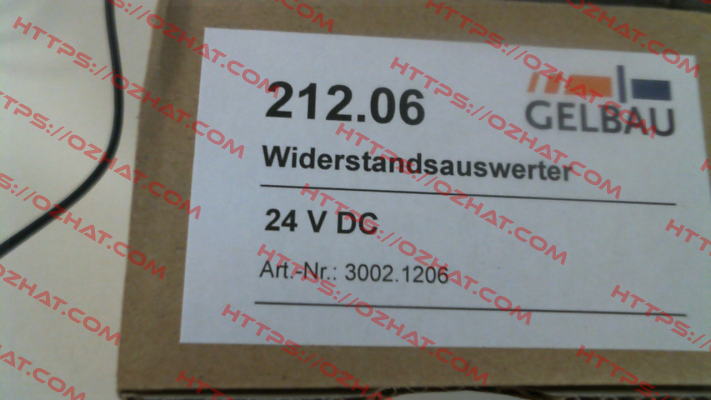 212.06
GELBAU
Widerstandsauswerter
24 V DC
Art.-Nr.: 3002.1206
HTTPS://OZHAT.COM